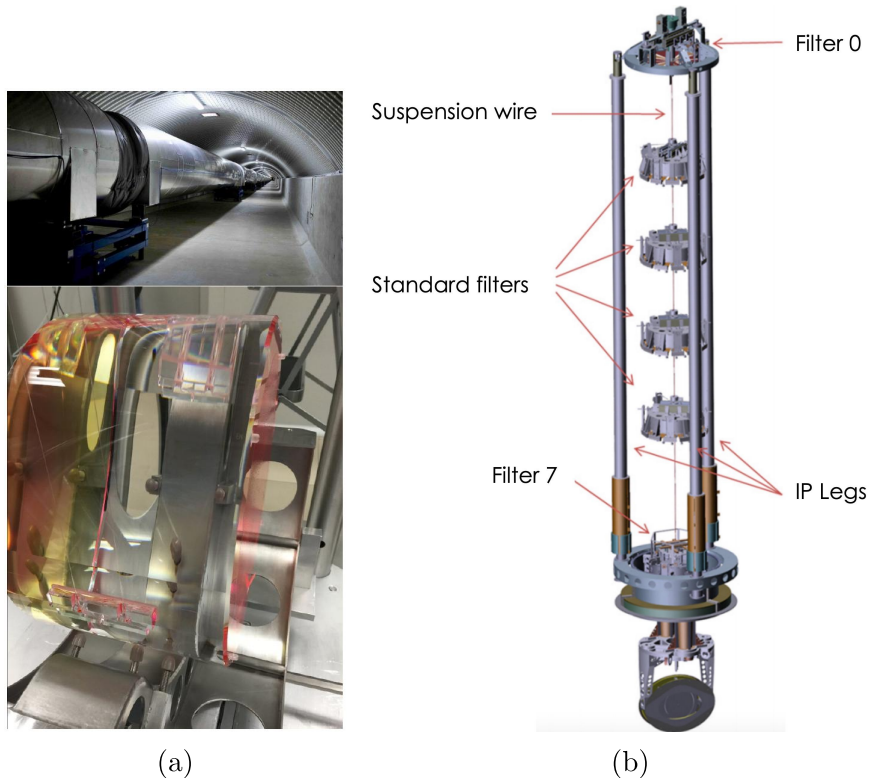 Filter 0
Suspension wire
Standard filters
Filter 7
IP Legs
(a)
(b)